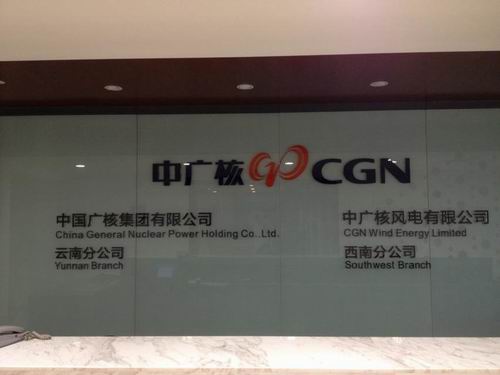 中广核 CGN
中国广核集团有限公司
China General Nuclear Power Holding Co.,Ltd.
云南分公司
Yunnan Branch
中广核风电有限公司
CGN Wind Energy Limited
西南分公司
Southwest Branch